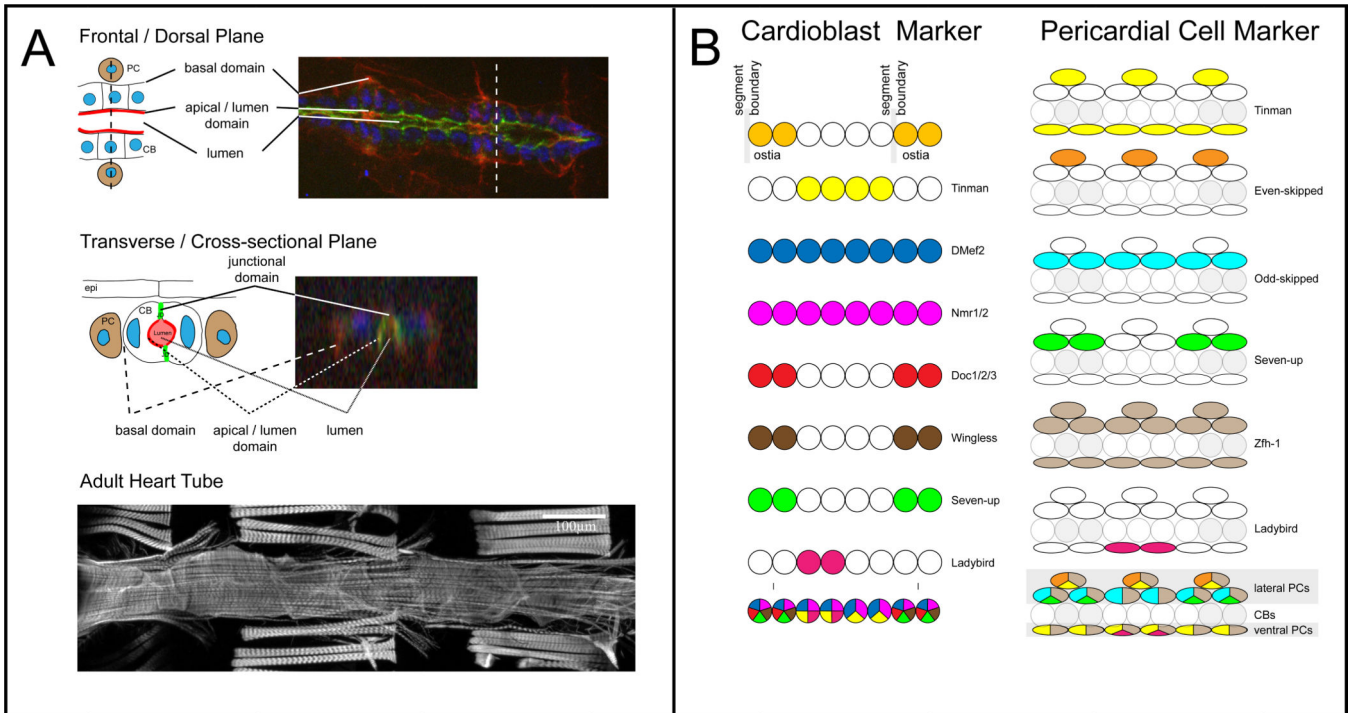 A
Frontal / Dorsal Plane
PC
basal domain
apical / lumen
domain
lumen
CB
Transverse / Cross-sectional Plane
junctional
domain
epi
CB
PC
Lumen
basal domain
apical / lumen
domain
lumen
Adult Heart Tube
100µm
B
Cardioblast Marker
segment
boundary
segment
boundary
ostia
ostia
Tinman
DMef2
Nmr1/2
Doc1/2/3
Wingless
Seven-up
Ladybird
Pericardial Cell Marker
Tinman
Even-skipped
Odd-skipped
Seven-up
Zfh-1
Ladybird
lateral PCs
CBs
ventral PCs